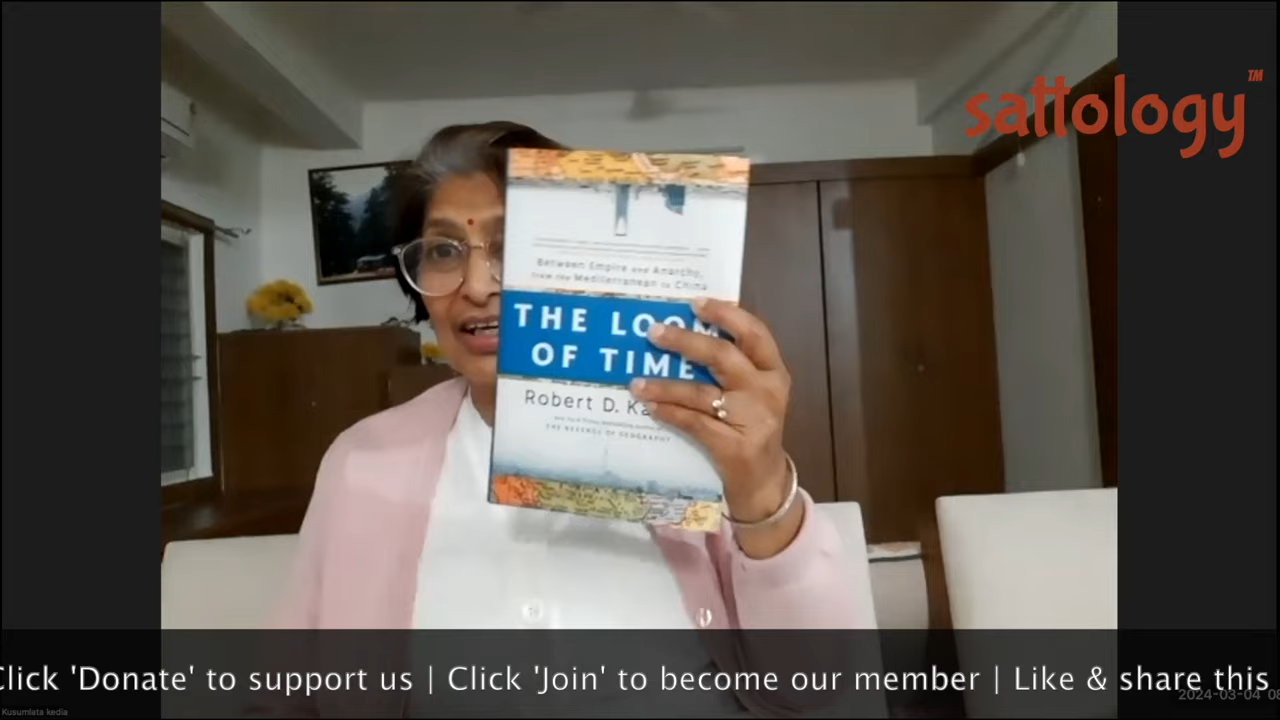 sattology™
Between Empire and Anarchy,
from the Mediterranean to China
THE LOOM
OF TIME
Robert D. Ka
THE REVENGE OF GEOGRAPHY
Click 'Donate' to support us | Click 'Join' to become our member | Like & share this
2024-03-04 08
Kusumlata kedia